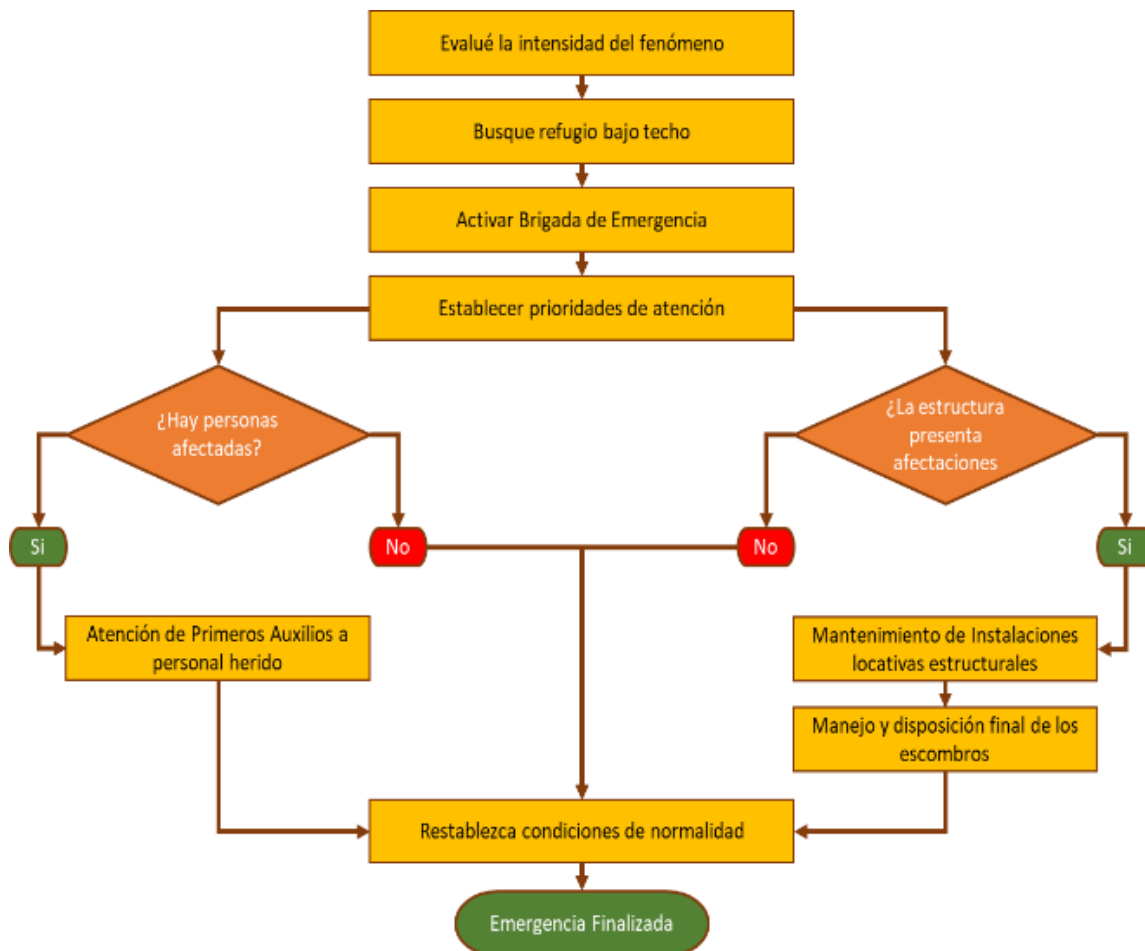 Evalué la intensidad del fenómeno
Busque refugio bajo techo
Activar Brigada de Emergencia
Establecer prioridades de atención
¿Hay personas
afectadas?
¿La estructura
presenta
afectaciones
Si
No
No
Si
Atención de Primeros Auxilios a
personal herido
Mantenimiento de Instalaciones
locativas estructurales
Manejo y disposición final de los
escombros
Restablezca condiciones de normalidad
Emergencia Finalizada